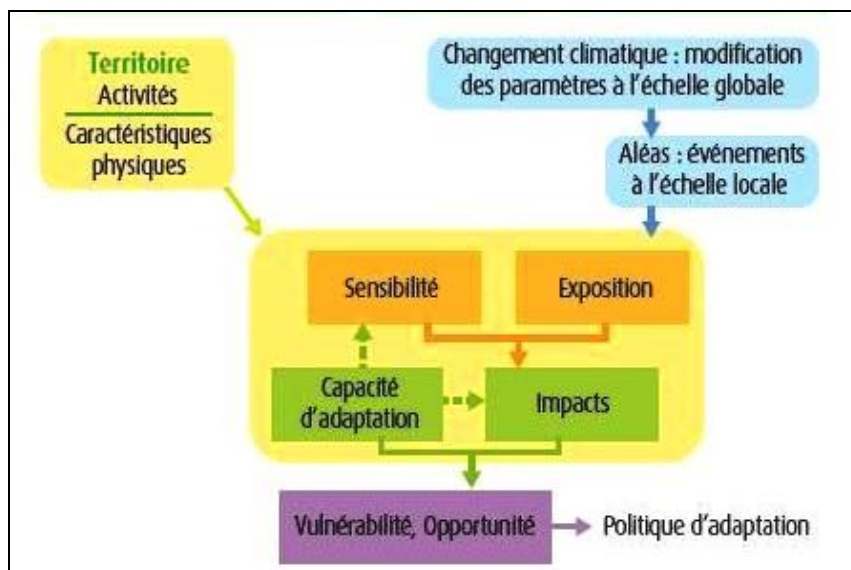 Territoire
Activités
Caractéristiques
physiques
Changement climatique : modification
des paramètres à l'échelle globale
Aléas : événements
à l'échelle locale
Sensibilité
Exposition
Capacité
d'adaptation
Impacts
Vulnérabilité, Opportunité
Politique d'adaptation